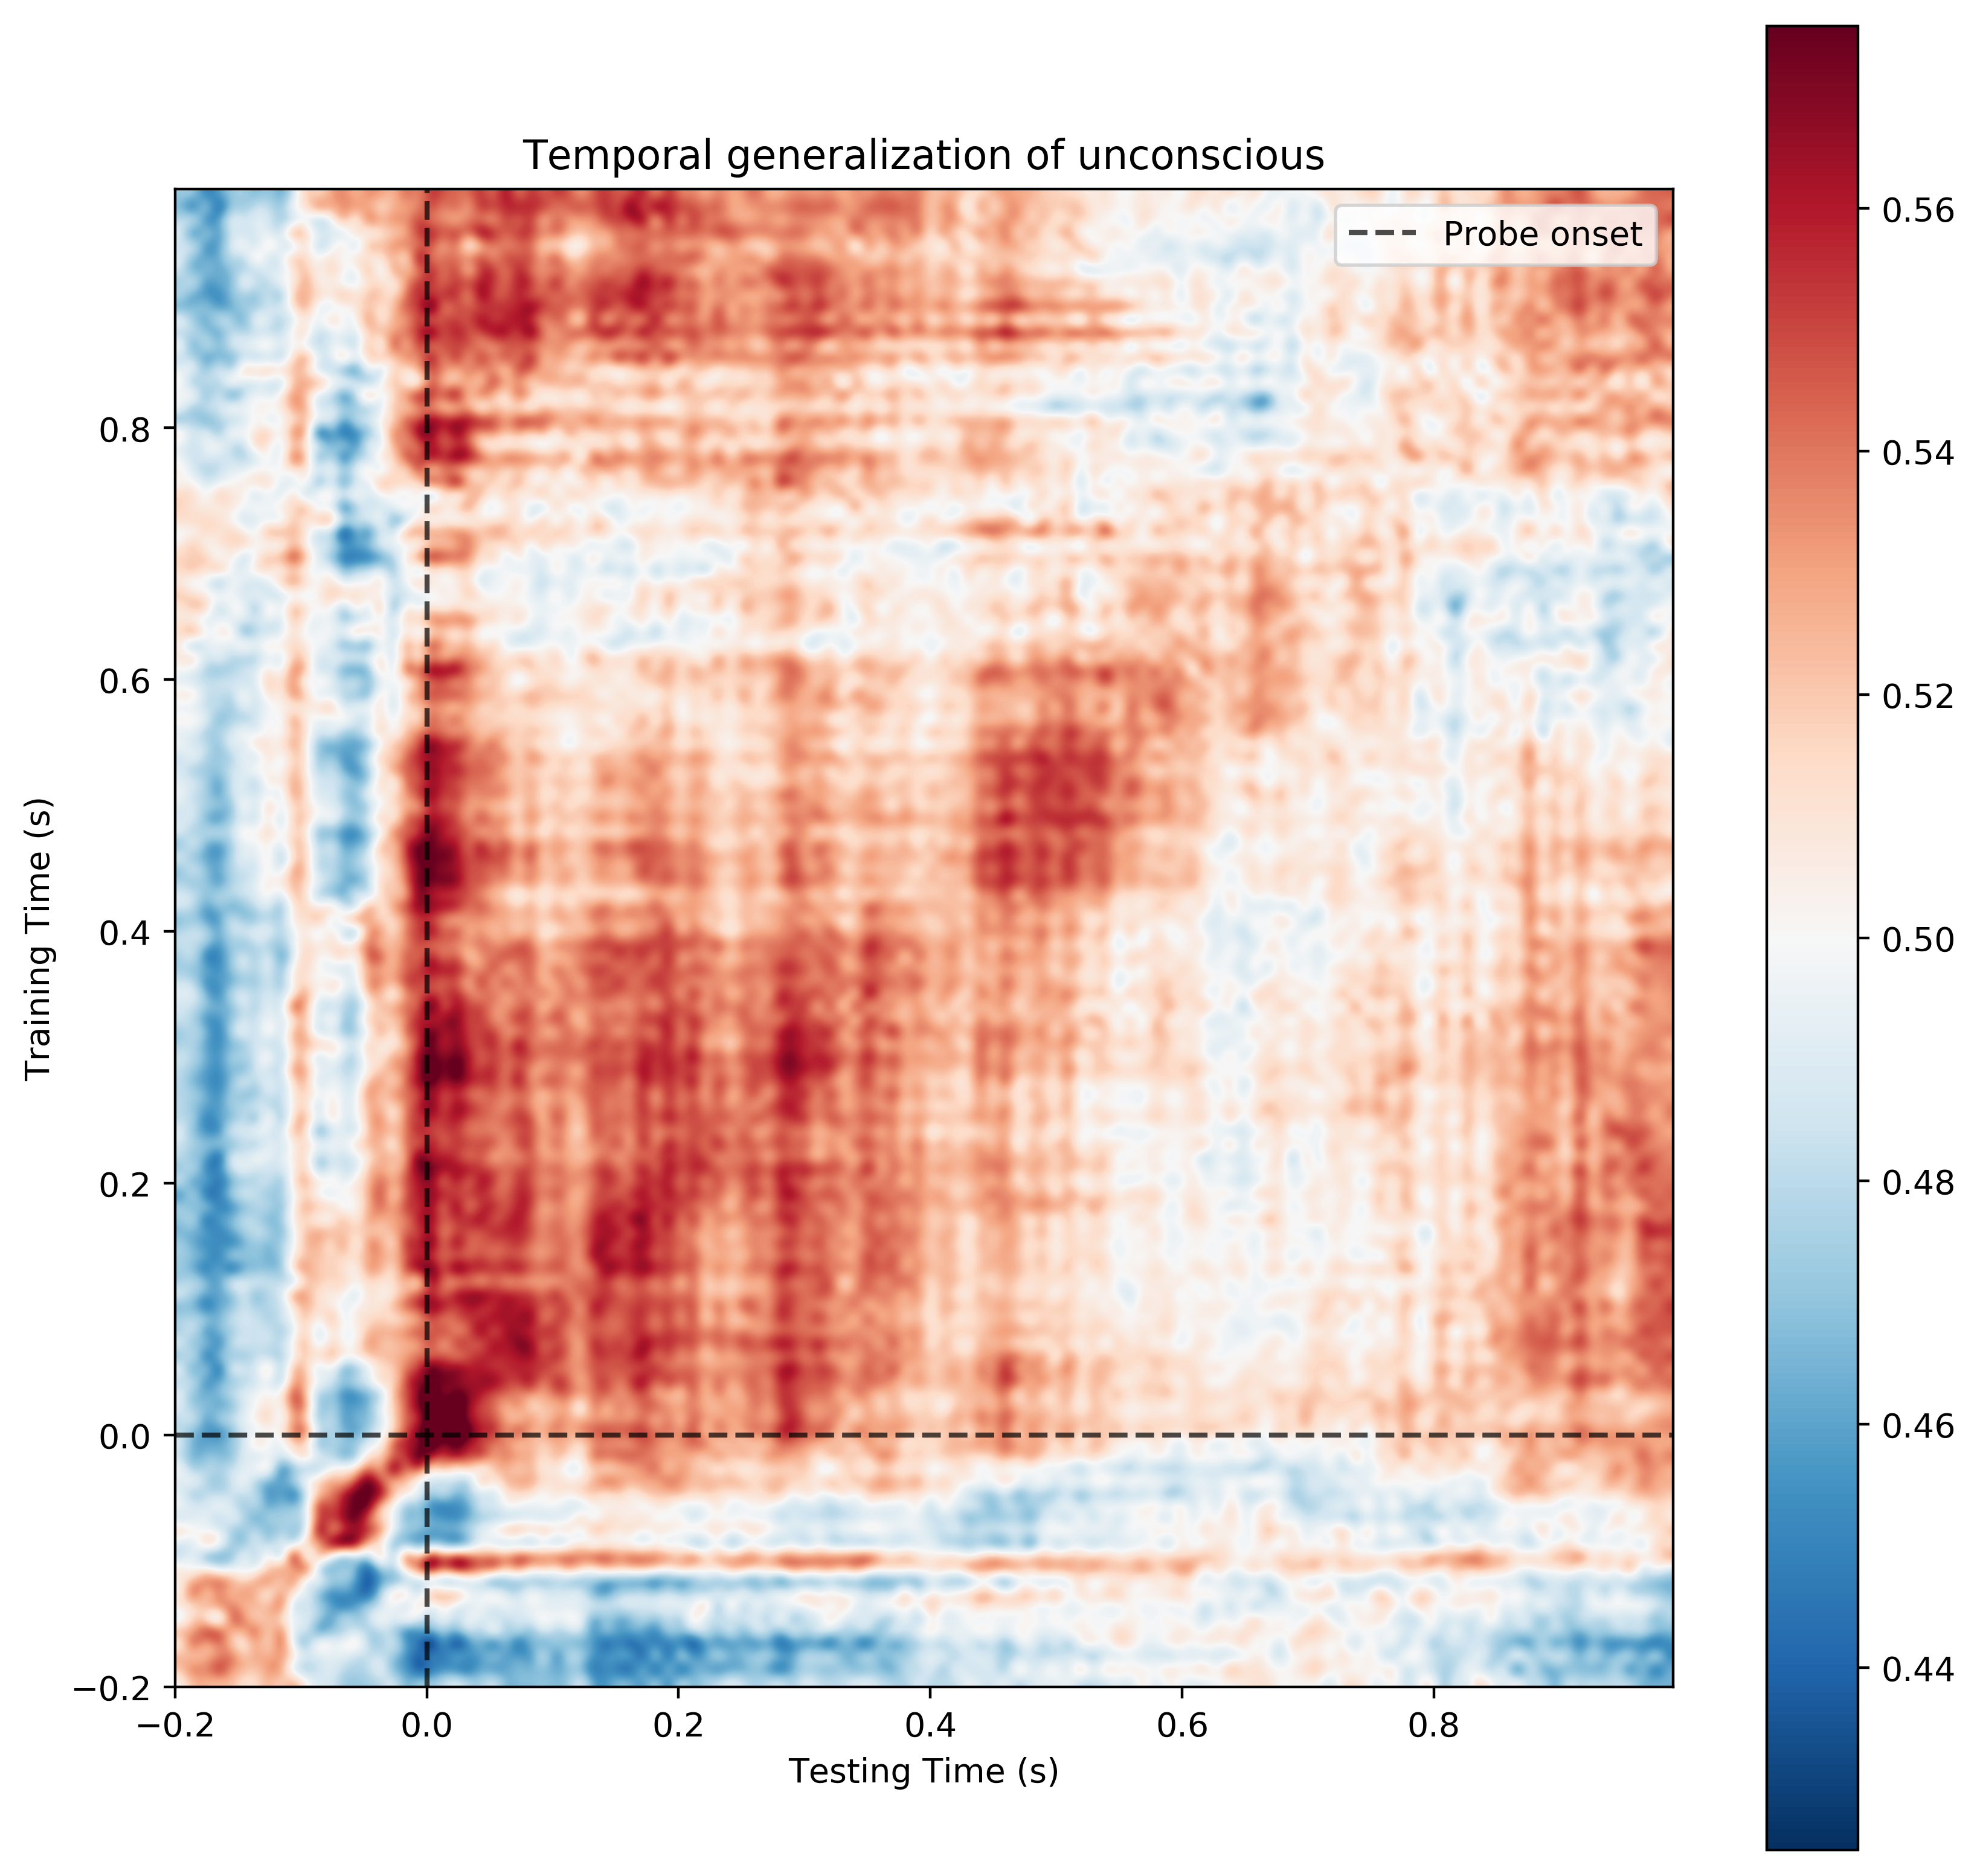 Temporal generalization of unconscious
Probe onset
Training Time (s)
0.8
0.6
0.4
0.2
0.0
−0.2
−0.2 0.0 0.2 0.4 0.6 0.8
Testing Time (s)
0.56
0.54
0.52
0.50
0.48
0.46
0.44